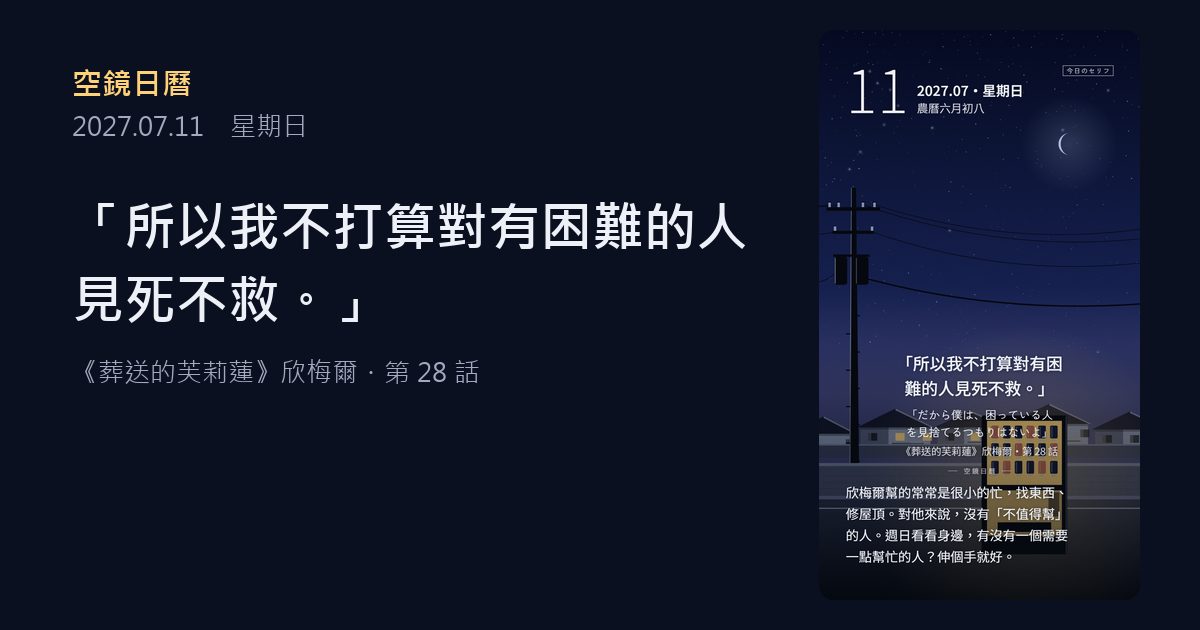 空鏡日曆
2027.07.11　星期日
「所以我不打算對有困難的人
見死不救。」
《葬送的芙莉蓮》欣梅爾・第 28 話
今日のセリフ
11
2027.07・星期日
農曆六月初八
「所以我不打算對有困
難的人見死不救。」
「だから僕は、困っている人
を見捨てるつもりはないよ」
《葬送的芙莉蓮》欣梅爾・第 28 話
— 空鏡日曆 —
欣梅爾幫的常常是很小的忙，找東西、
修屋頂。對他來說，沒有「不值得幫」
的人。週日看看身邊，有沒有一個需要
一點幫忙的人？伸個手就好。